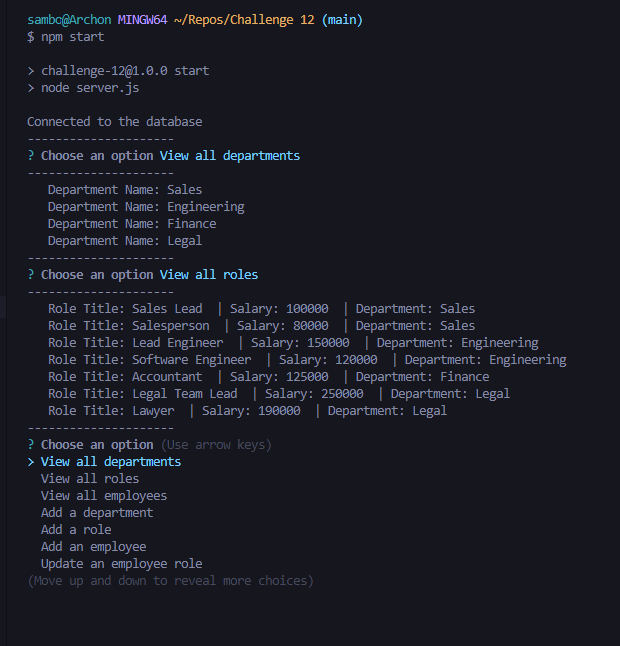 sambo@Archon MINGW64 ~/Repos/Challenge 12 (main)
$ npm start
> challenge-12@1.0.0 start
> node server.js
Connected to the database
---------------------
? Choose an option View all departments
---------------------
Department Name: Sales
Department Name: Engineering
Department Name: Finance
Department Name: Legal
---------------------
? Choose an option View all roles
---------------------
Role Title: Sales Lead | Salary: 100000 | Department: Sales
Role Title: Salesperson | Salary: 80000 | Department: Sales
Role Title: Lead Engineer | Salary: 150000 | Department: Engineering
Role Title: Software Engineer | Salary: 120000 | Department: Engineering
Role Title: Accountant | Salary: 125000 | Department: Finance
Role Title: Legal Team Lead | Salary: 250000 | Department: Legal
Role Title: Lawyer | Salary: 190000 | Department: Legal
---------------------
? Choose an option (Use arrow keys)
> View all departments
View all roles
View all employees
Add a department
Add a role
Add an employee
Update an employee role
(Move up and down to reveal more choices)